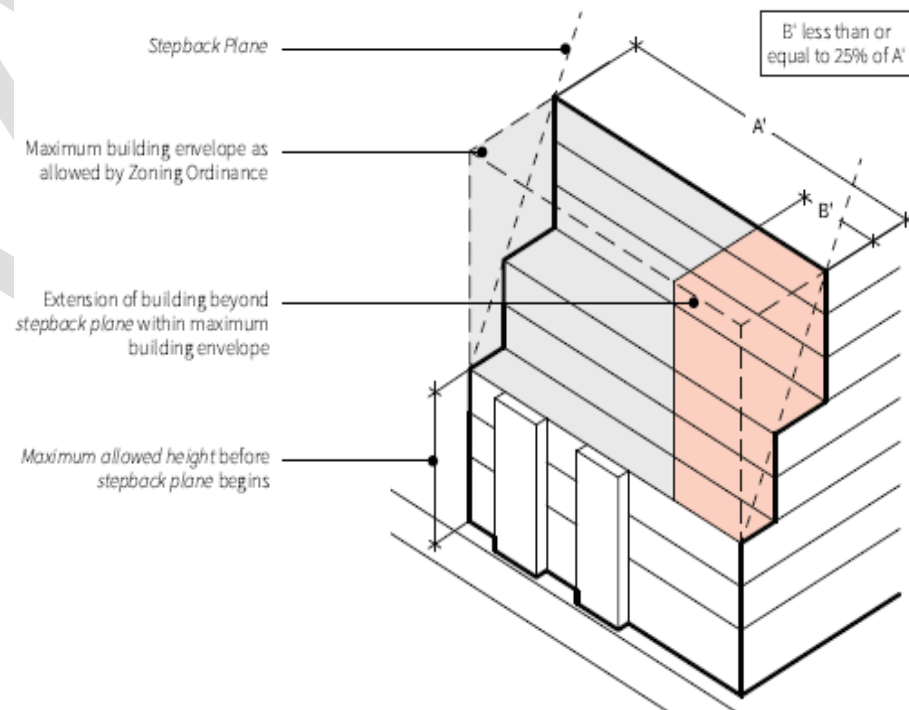 Stepback Plane
B' less than or
equal to 25% of A'
A'
Maximum building envelope as
allowed by Zoning Ordinance
B'
Extension of building beyond
stepback plane within maximum
building envelope
Maximum allowed height before
stepback plane begins